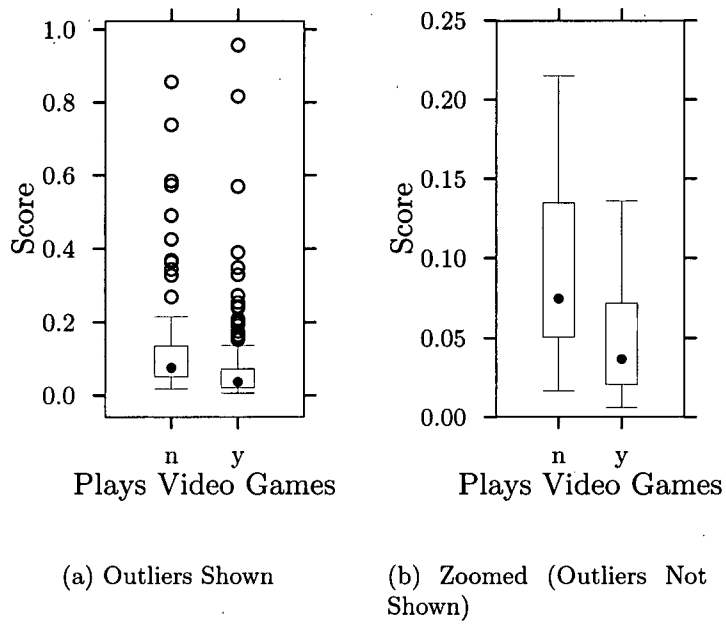 1.0
0.8
0.6
0.4
0.2
0.0
Score
n y
Plays Video Games
(a) Outliers Shown
0.25
0.20
0.15
0.10
0.05
0.00
Score
n y
Plays Video Games
(b) Zoomed (Outliers Not
Shown)